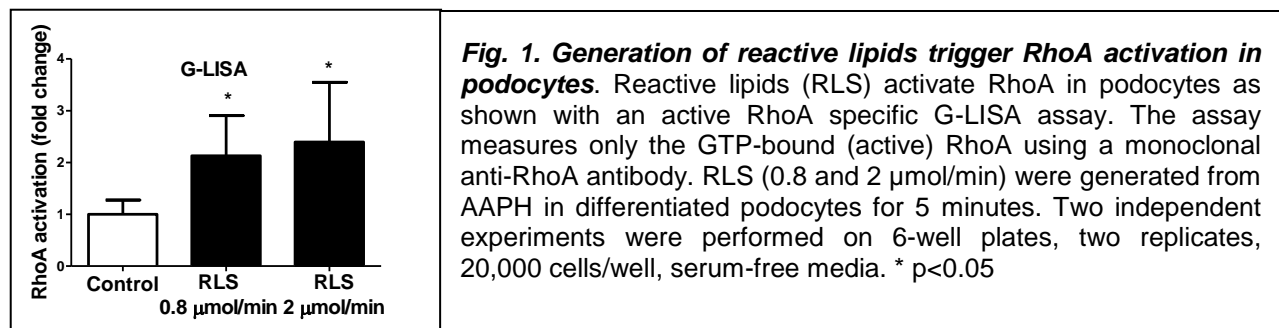 RhoA activation (fold change)
4
3
2
1
0
G-LISA
*
*
Control
RLS
0.8 μmol/min
RLS
2 μmol/min
Fig. 1. Generation of reactive lipids trigger RhoA activation in
podocytes. Reactive lipids (RLS) activate RhoA in podocytes as
shown with an active RhoA specific G-LISA assay. The assay
measures only the GTP-bound (active) RhoA using a monoclonal
anti-RhoA antibody. RLS (0.8 and 2 µmol/min) were generated from
AAPH in differentiated podocytes for 5 minutes. Two independent
experiments were performed on 6-well plates, two replicates,
20,000 cells/well, serum-free media. * p<0.05